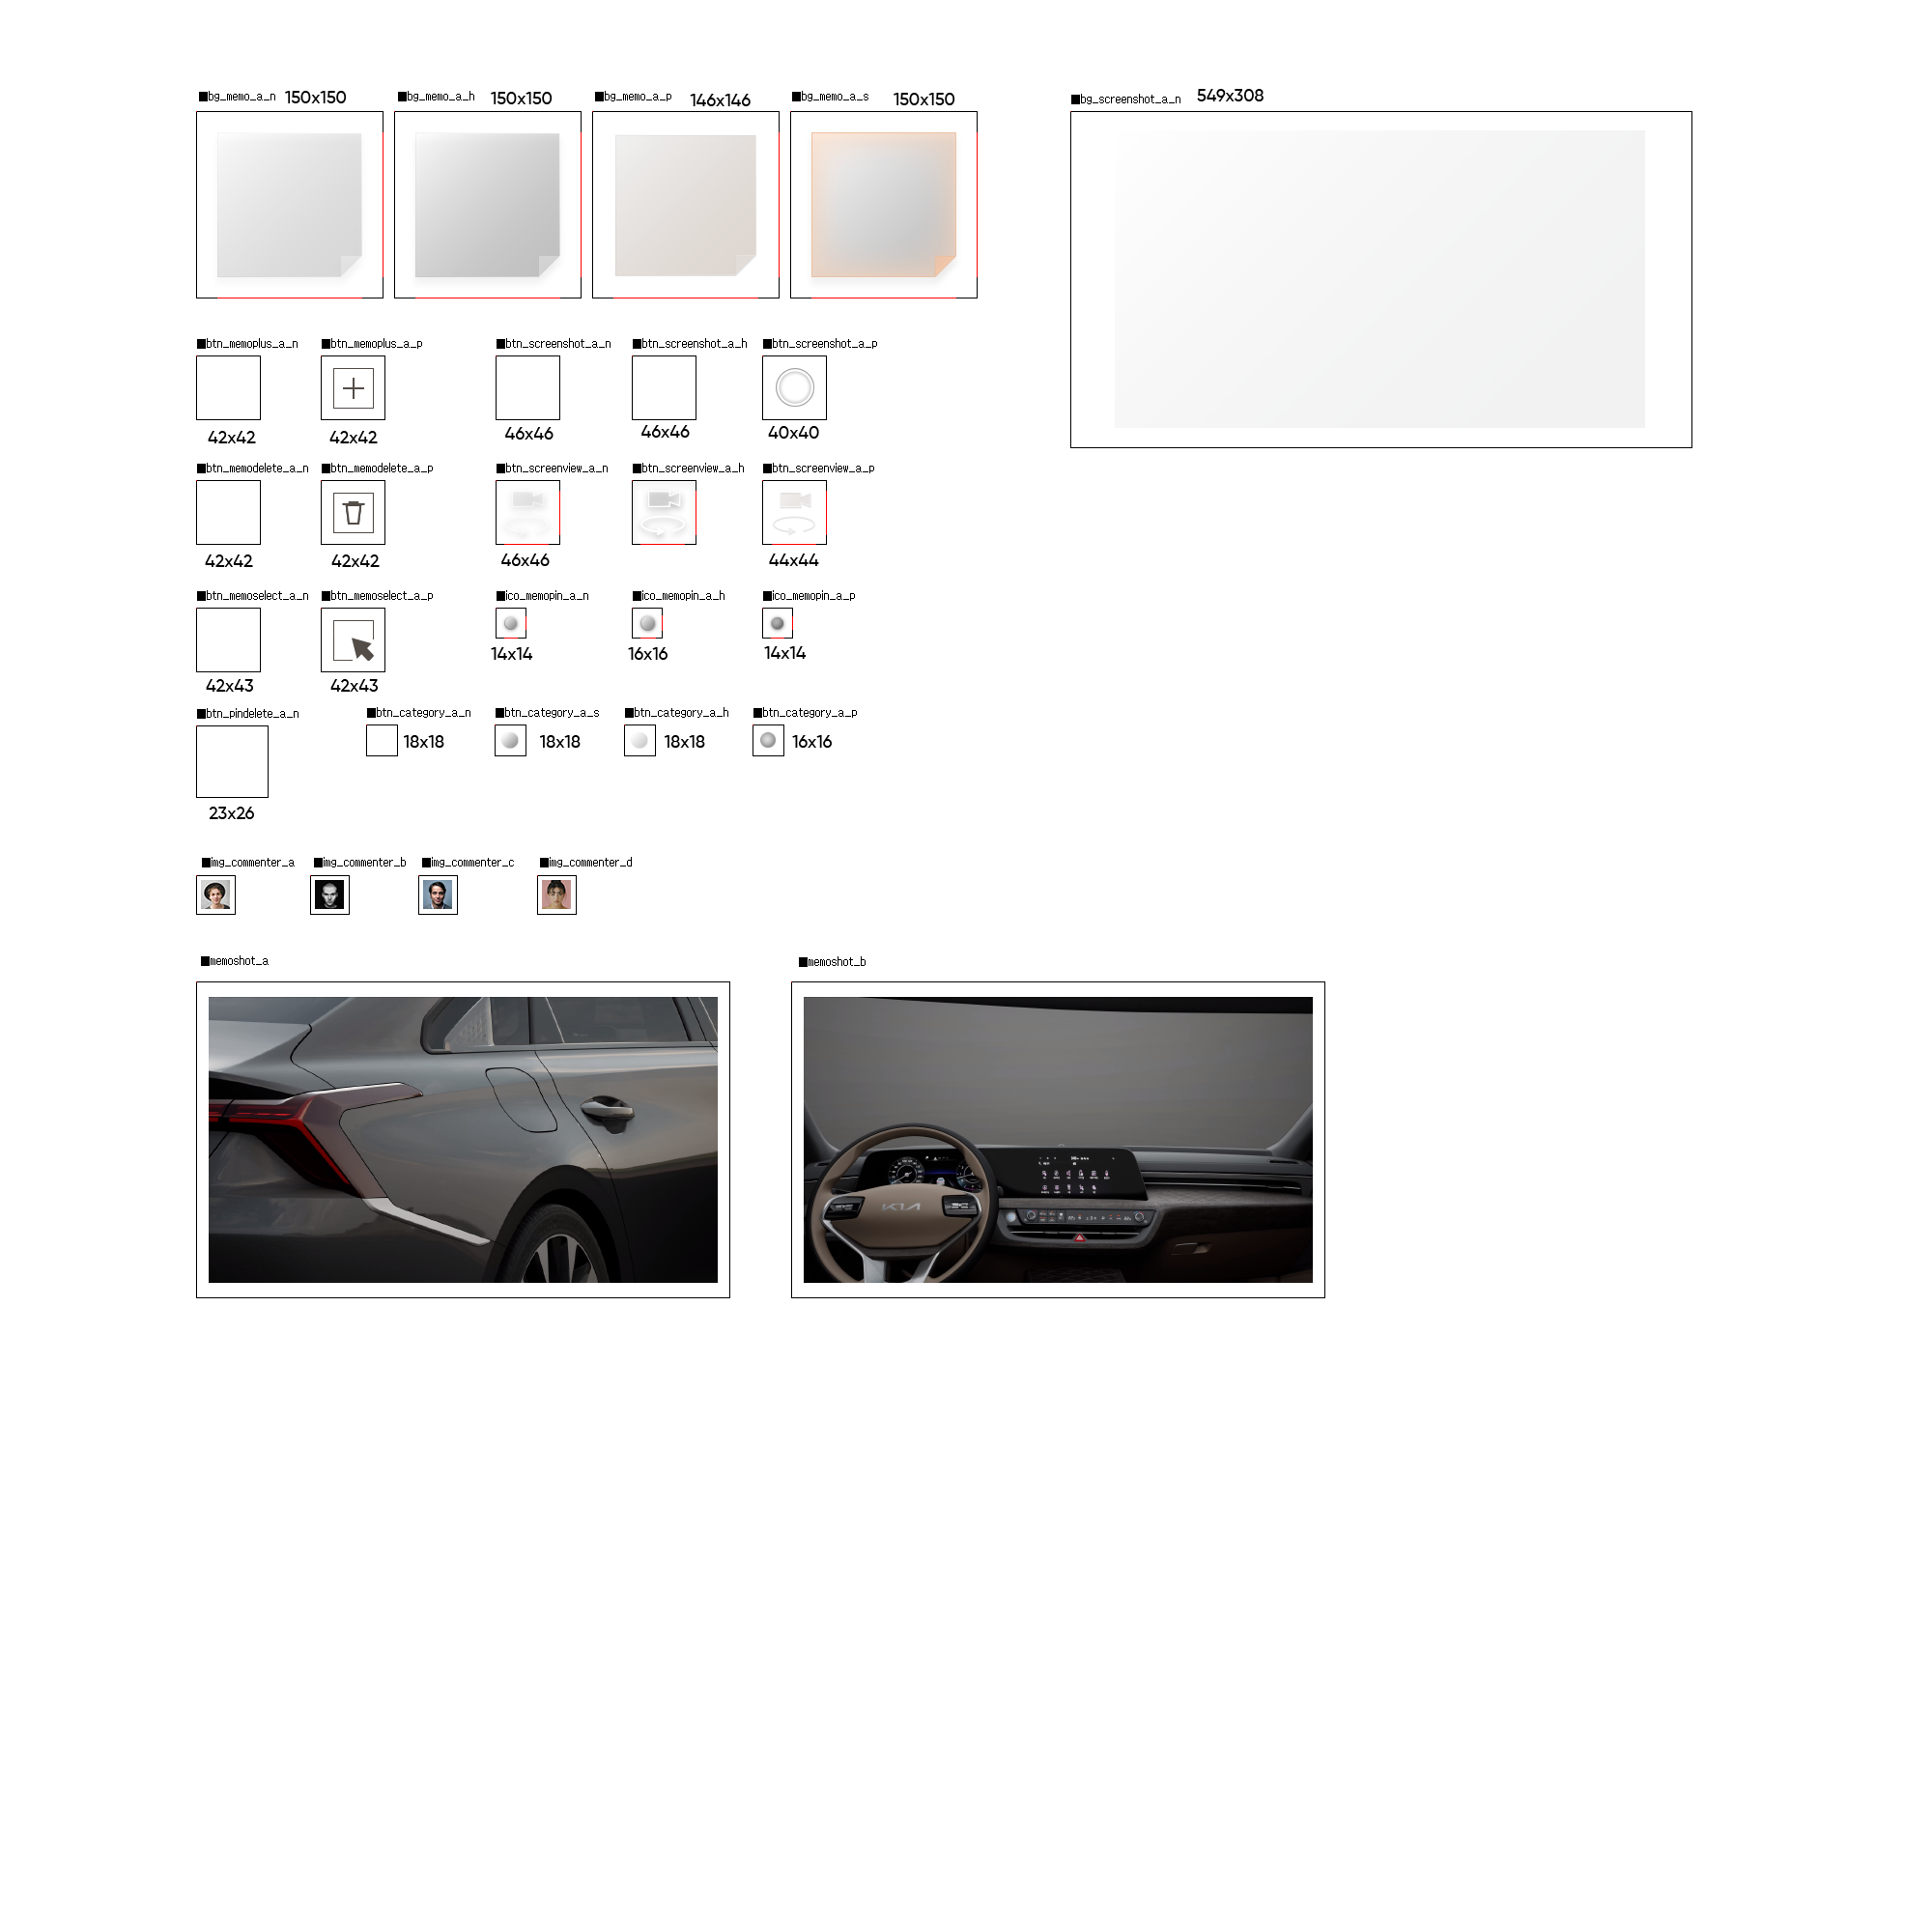 ■bg_memo_a_n 150x150
■bg_memo_a_h 150x150
■bg_memo_a_p 146x146
■bg_memo_a_s 150x150
■bg_screenshot_a_n 549x308
■btn_memoplus_a_n
■btn_memoplus_a_p
■btn_screenshot_a_n
■btn_screenshot_a_h
■btn_screenshot_a_p
42x42
42x42
46x46
46x46
40x40
■btn_memodelete_a_n
■btn_memodelete_a_p
■btn_screenview_a_n
■btn_screenview_a_h
■btn_screenview_a_p
42x42
42x42
46x46
44x44
■btn_memoselect_a_n
■btn_memoselect_a_p
■ico_memopin_a_n
■ico_memopin_a_h
■ico_memopin_a_p
14x14
16x16
14x14
42x43
42x43
■btn_pindelete_a_n
■btn_category_a_n
■btn_category_a_s
■btn_category_a_h
■btn_category_a_p
18x18
18x18
18x18
16x16
23x26
■img_commenter_a
■img_commenter_b
■img_commenter_c
■img_commenter_d
■memoshot_a
■memoshot_b
KIA